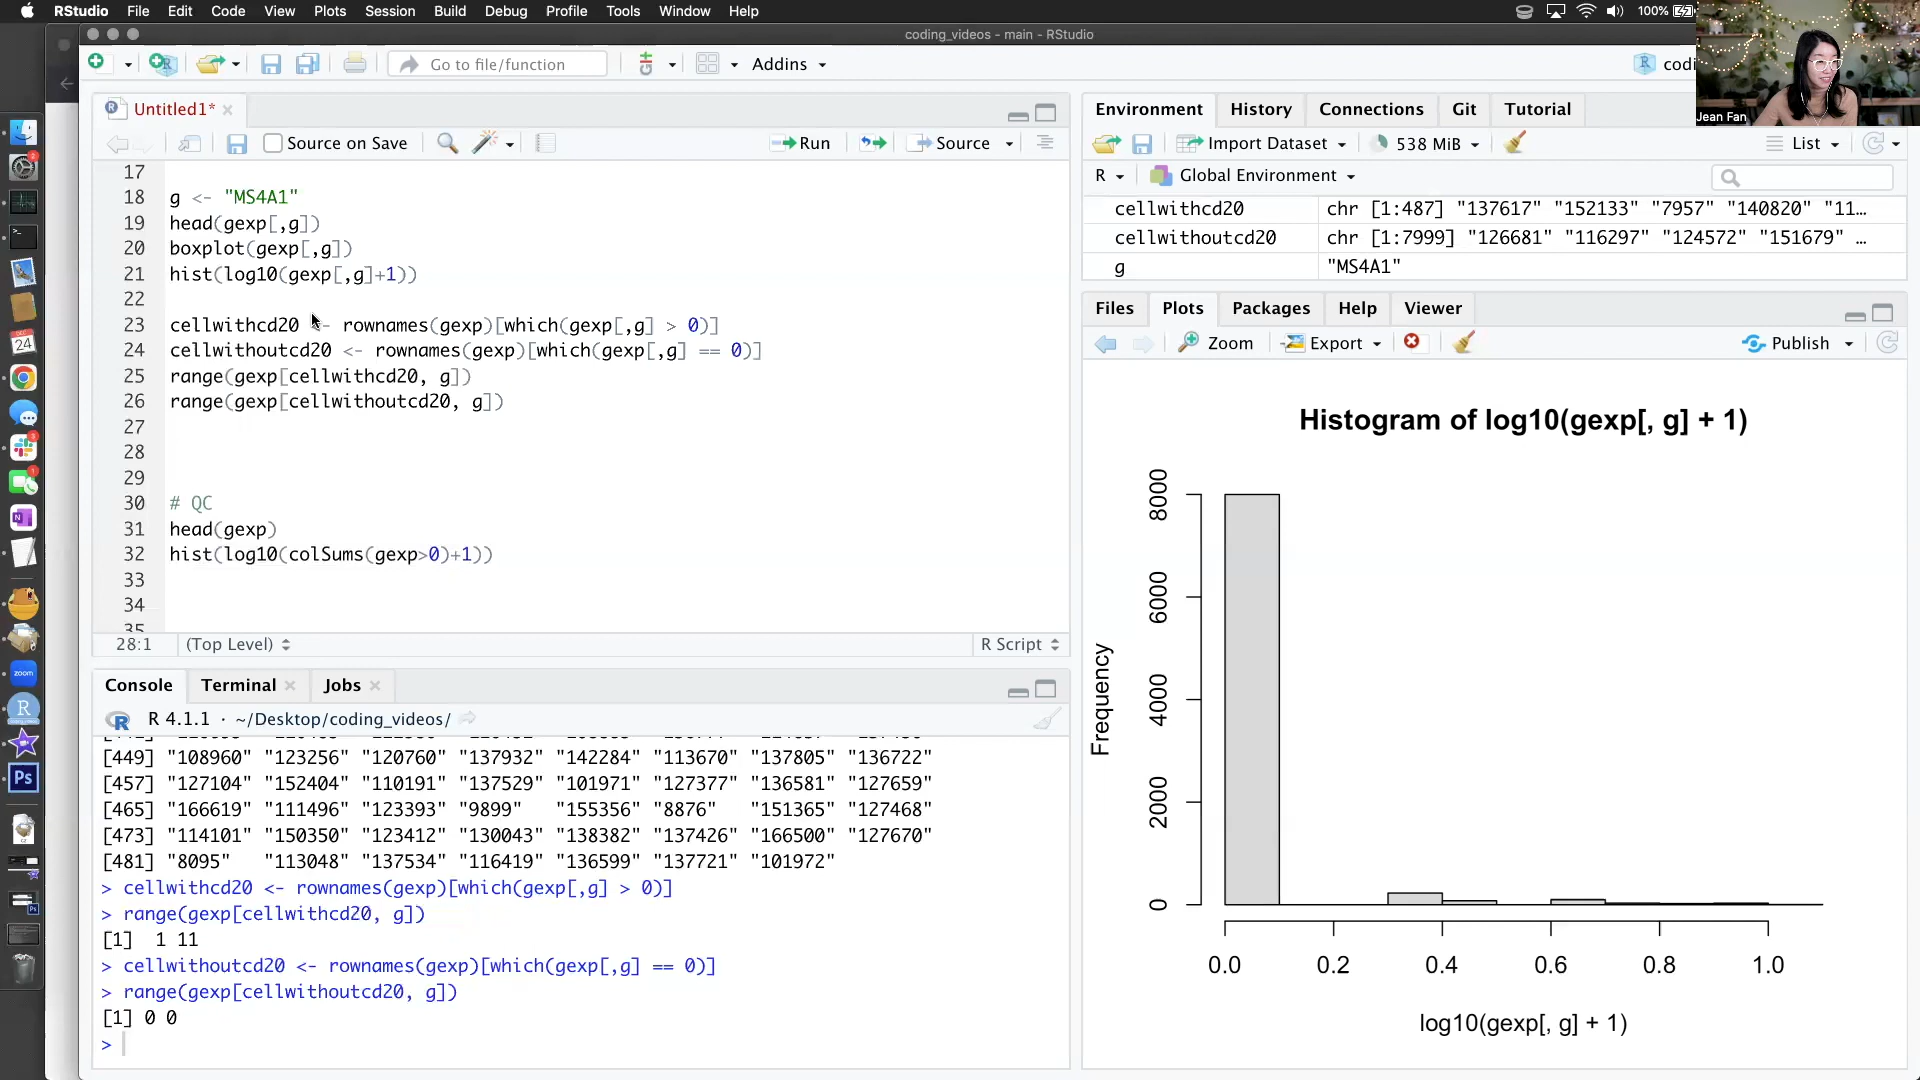 RStudio File Edit Code View Plots Session Build Debug Profile Tools Window Help
100%
coding_videos - main - RStudio
Go to file/function
Addins
Jean Fan
Untitled1*
Source on Save
Run
Source
17
18 g <- "MS4A1"
19 head(gexp[,g])
20 boxplot(gexp[,g])
21 hist(log10(gexp[,g]+1))
22
23 cellwithcd20 <- rownames(gexp)[which(gexp[,g] > 0)]
24 cellwithoutcd20 <- rownames(gexp)[which(gexp[,g] == 0)]
25 range(gexp[cellwithcd20, g])
26 range(gexp[cellwithoutcd20, g])
27
28
29
30 # QC
31 head(gexp)
32 hist(log10(colSums(gexp>0)+1))
33
34
35
28:1 (Top Level) R Script
Console Terminal Jobs
R 4.1.1 · ~/Desktop/coding_videos/
[449] "108960" "123256" "120760" "137932" "142284" "113670" "137805" "136722"
[457] "127104" "152404" "110191" "137529" "101971" "127377" "136581" "127659"
[465] "166619" "111496" "123393" "9899" "155356" "8876" "151365" "127468"
[473] "114101" "150350" "123412" "130043" "138382" "137426" "166500" "127670"
[481] "8095" "113048" "137534" "116419" "136599" "137721" "101972"
> cellwithcd20 <- rownames(gexp)[which(gexp[,g] > 0)]
> range(gexp[cellwithcd20, g])
[1] 1 11
> cellwithoutcd20 <- rownames(gexp)[which(gexp[,g] == 0)]
> range(gexp[cellwithoutcd20, g])
[1] 0 0
>
Environment History Connections Git Tutorial
Import Dataset 538 MiB List
R Global Environment
cellwithcd20 chr [1:487] "137617" "152133" "7957" "140820" "11…
cellwithoutcd20 chr [1:7999] "126681" "116297" "124572" "151679" …
g "MS4A1"
Files Plots Packages Help Viewer
Zoom Export Publish
Histogram of log10(gexp[, g] + 1)
Frequency
8000
6000
4000
2000
0
0.0 0.2 0.4 0.6 0.8 1.0
log10(gexp[, g] + 1)
24
zoom
R
Ps